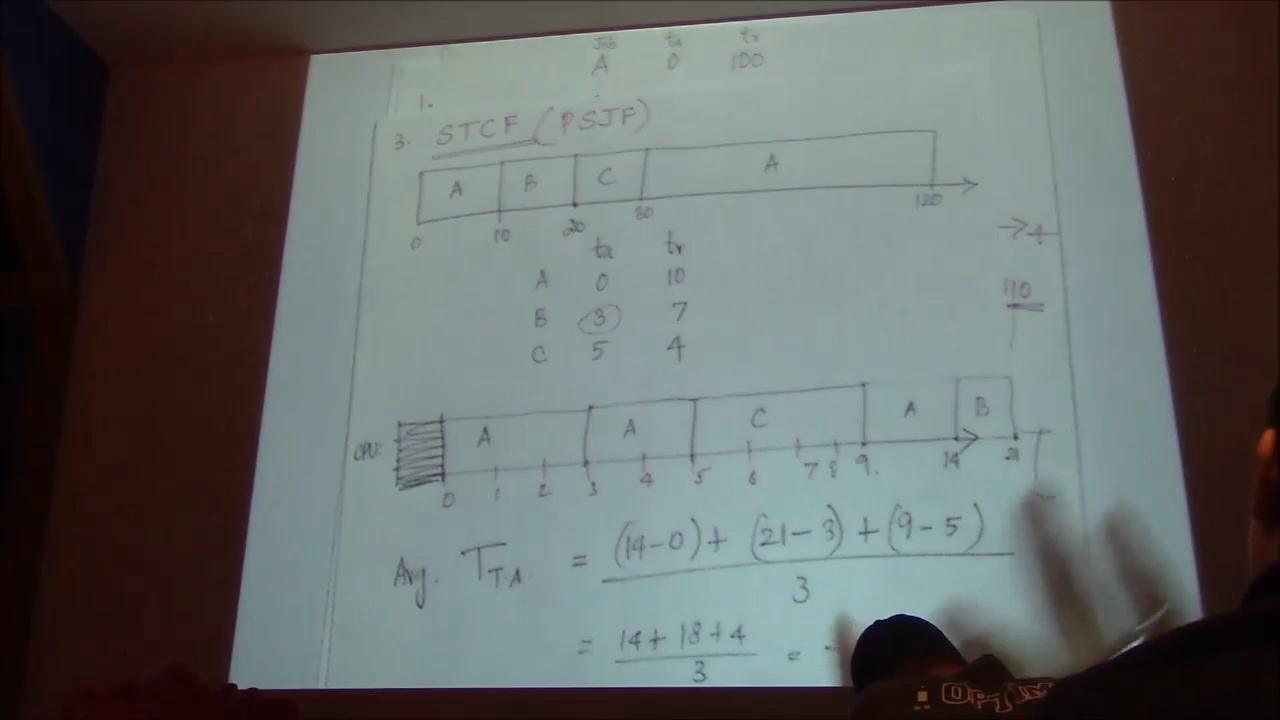 Job ta tr
A 0 100
1.
3. STCF (PSJF)
A B C A
0 10 20 30 120
ta tr
A 0 10
B 3 7
C 5 4
110
CPU: A A C A B
0 1 2 3 4 5 6 7 8 9. 14 21
Avg. TT.A. = (14-0) + (21-3) + (9-5)
3
= 14 + 18 + 4 =
3